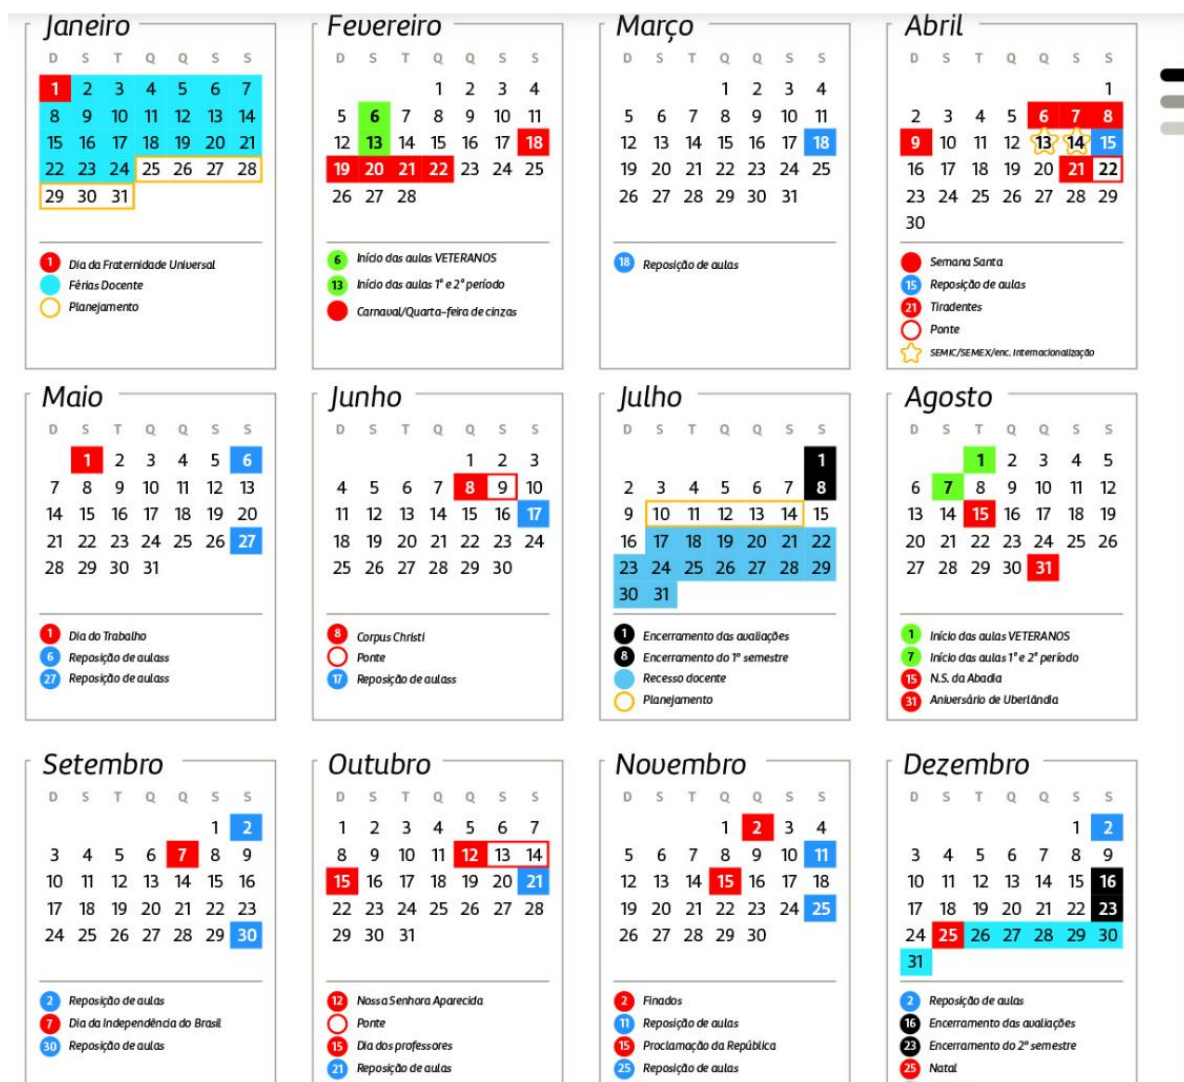 Janeiro
D S T Q Q S S
1 2 3 4 5 6 7
8 9 10 11 12 13 14
15 16 17 18 19 20 21
22 23 24 25 26 27 28
29 30 31
1 Dia da Fraternidade Universal
Férias Docente
Planejamento
Fevereiro
D S T Q Q S S
1 2 3 4
5 6 7 8 9 10 11
12 13 14 15 16 17 18
19 20 21 22 23 24 25
26 27 28
6 Início das aulas VETERANOS
13 Início das aulas 1° e 2° período
Carnaval/Quarta-feira de cinzas
Março
D S T Q Q S S
1 2 3 4
5 6 7 8 9 10 11
12 13 14 15 16 17 18
19 20 21 22 23 24 25
26 27 28 29 30 31
18 Reposição de aulas
Abril
D S T Q Q S S
1
2 3 4 5 6 7 8
9 10 11 12 13 14 15
16 17 18 19 20 21 22
23 24 25 26 27 28 29
30
Semana Santa
15 Reposição de aulas
21 Tiradentes
Ponte
SEMIC/SEMEX/enc. Internacionalização
Maio
D S T Q Q S S
1 2 3 4 5 6
7 8 9 10 11 12 13
14 15 16 17 18 19 20
21 22 23 24 25 26 27
28 29 30 31
1 Dia do Trabalho
6 Reposição de aulass
27 Reposição de aulass
Junho
D S T Q Q S S
1 2 3
4 5 6 7 8 9 10
11 12 13 14 15 16 17
18 19 20 21 22 23 24
25 26 27 28 29 30
8 Corpus Christi
Ponte
17 Reposição de aulass
Julho
D S T Q Q S S
1
2 3 4 5 6 7 8
9 10 11 12 13 14 15
16 17 18 19 20 21 22
23 24 25 26 27 28 29
30 31
1 Encerramento das avaliações
8 Encerramento do 1º semestre
Recesso docente
Planejamento
Agosto
D S T Q Q S S
1 2 3 4 5
6 7 8 9 10 11 12
13 14 15 16 17 18 19
20 21 22 23 24 25 26
27 28 29 30 31
1 Início das aulas VETERANOS
7 Início das aulas 1° e 2° período
15 N.S. da Abadia
31 Aniversário de Uberlândia
Setembro
D S T Q Q S S
1 2
3 4 5 6 7 8 9
10 11 12 13 14 15 16
17 18 19 20 21 22 23
24 25 26 27 28 29 30
2 Reposição de aulas
7 Dia da Independência do Brasil
30 Reposição de aulas
Outubro
D S T Q Q S S
1 2 3 4 5 6 7
8 9 10 11 12 13 14
15 16 17 18 19 20 21
22 23 24 25 26 27 28
29 30 31
12 Nossa Senhora Aparecida
Ponte
15 Dia dos professores
21 Reposição de aulas
Novembro
D S T Q Q S S
1 2 3 4
5 6 7 8 9 10 11
12 13 14 15 16 17 18
19 20 21 22 23 24 25
26 27 28 29 30
2 Finados
11 Reposição de aulas
15 Proclamação da República
25 Reposição de aulas
Dezembro
D S T Q Q S S
1 2
3 4 5 6 7 8 9
10 11 12 13 14 15 16
17 18 19 20 21 22 23
24 25 26 27 28 29 30
31
2 Reposição de aulas
16 Encerramento das avaliações
23 Encerramento do 2º semestre
25 Natal